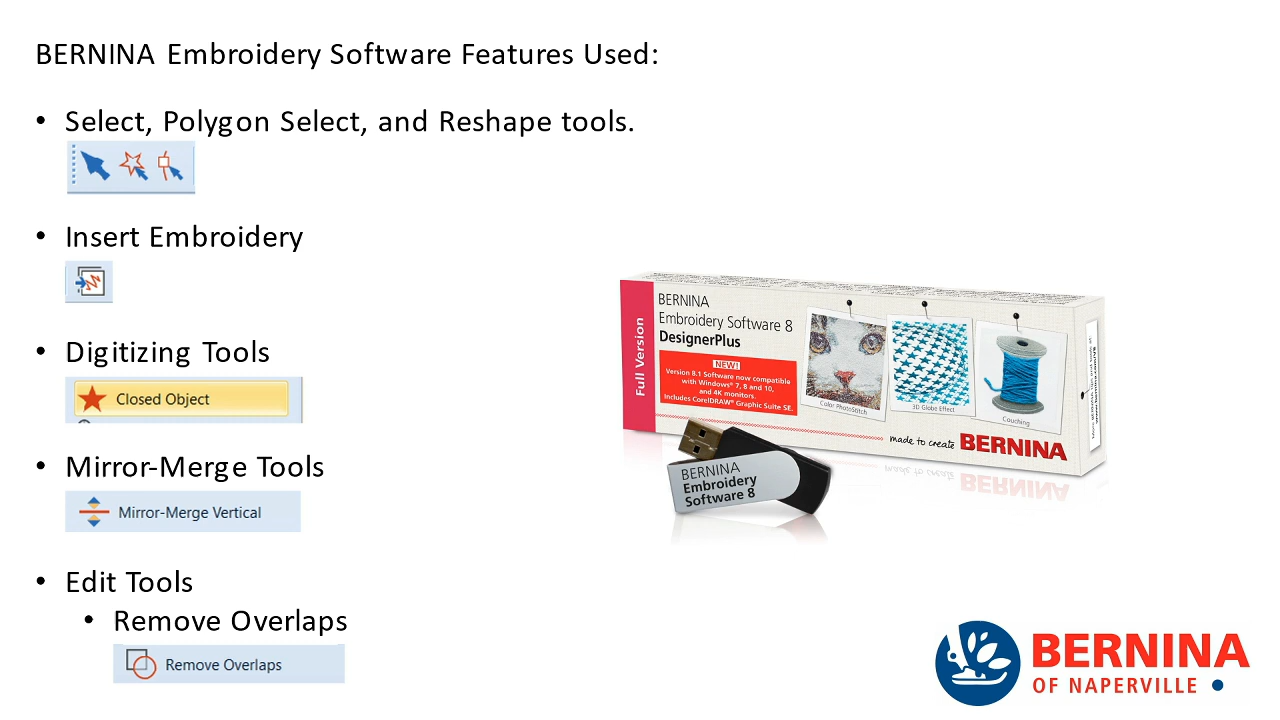 BERNINA Embroidery Software Features Used:
• Select, Polygon Select, and Reshape tools.
• Insert Embroidery
• Digitizing Tools
Closed Object
• Mirror-Merge Tools
Mirror-Merge Vertical
• Edit Tools
• Remove Overlaps
Remove Overlaps
Full Version
BERNINA
Embroidery Software 8
DesignerPlus
NEW!
Version 8.1 Software now compatible
with Windows® 7, 8 and 10,
and 4K monitors.
Includes CorelDRAW® Graphic Suite SE.
Color PhotoStitch
3D Globe Effect
Couching
made to create BERNINA
BERNINA
Embroidery
Software 8
BERNINA
OF NAPERVILLE